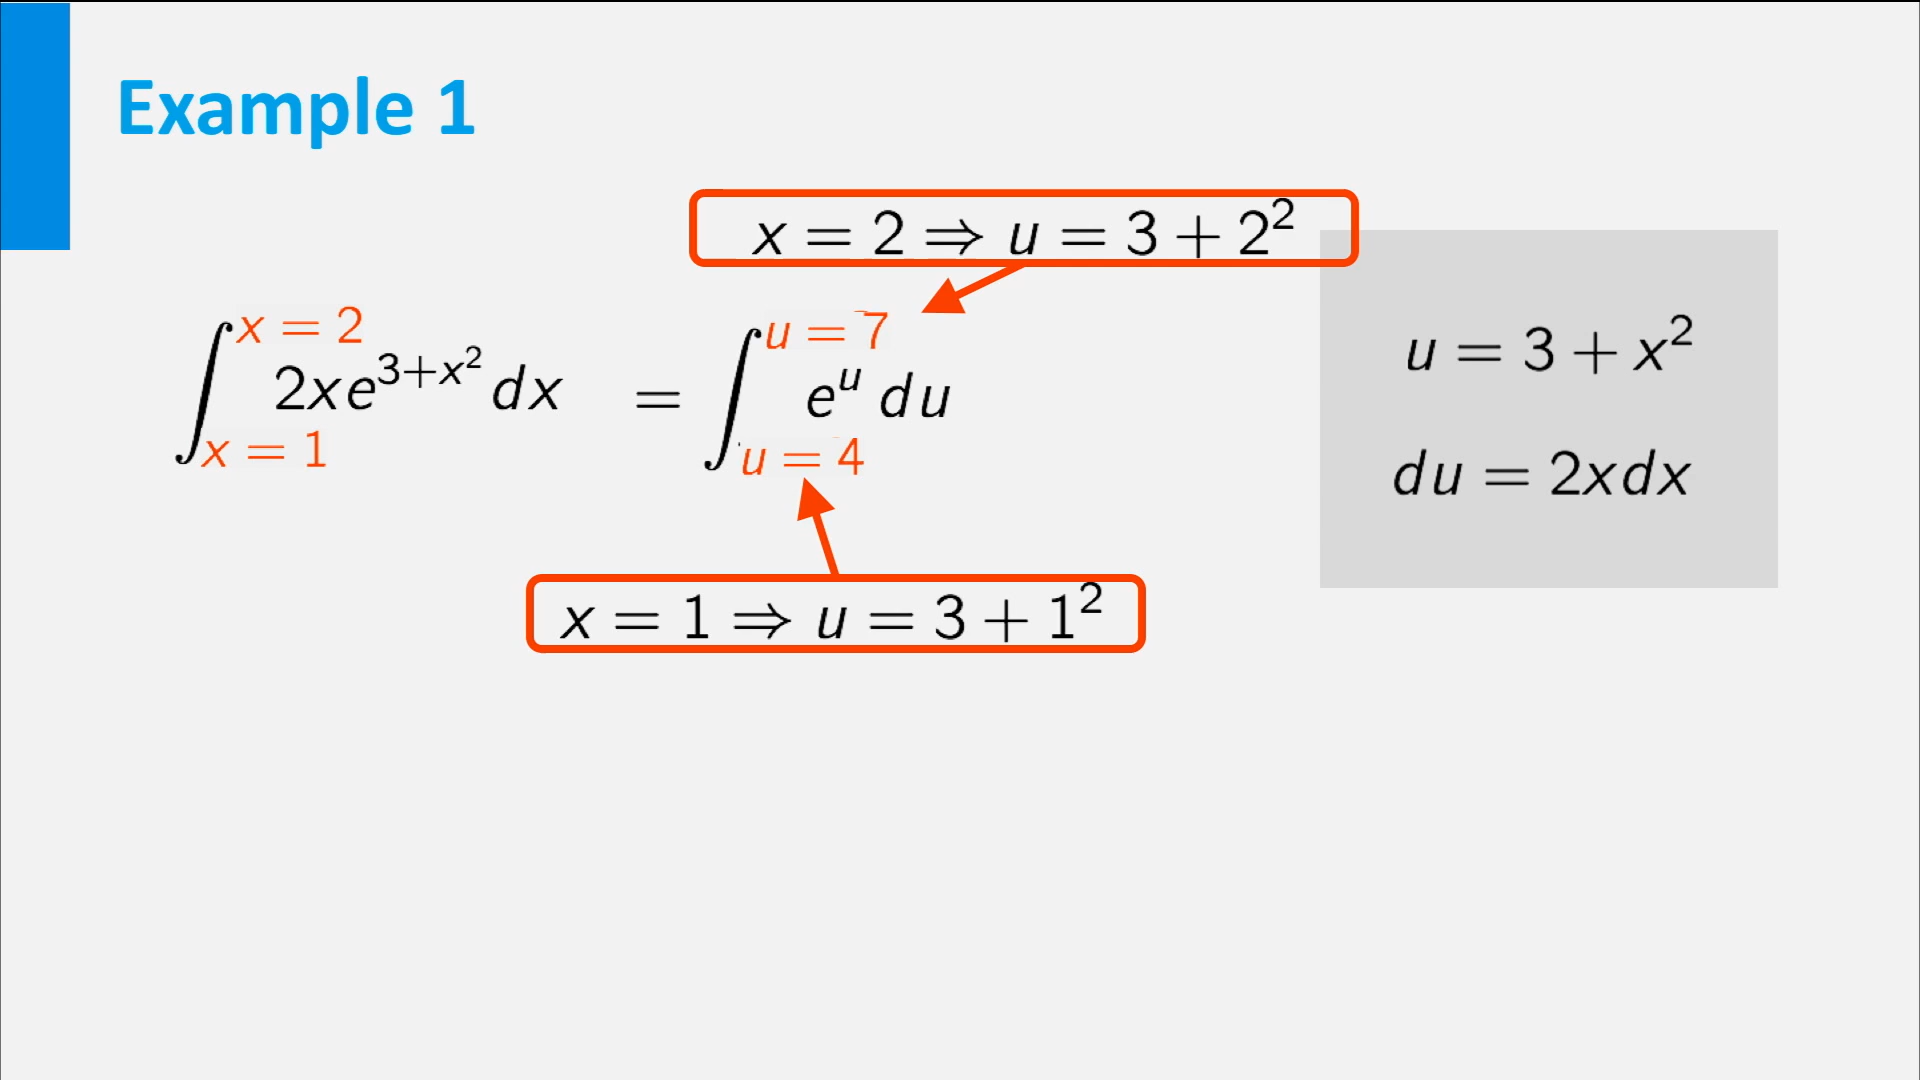 Example 1
x = 2 ⇒ u = 3 + 2²
∫_{x = 1}^{x = 2} 2xe^{3+x²} dx = ∫_{u = 4}^{u = 7} e^u du
u = 3 + x²
du = 2xdx
x = 1 ⇒ u = 3 + 1²